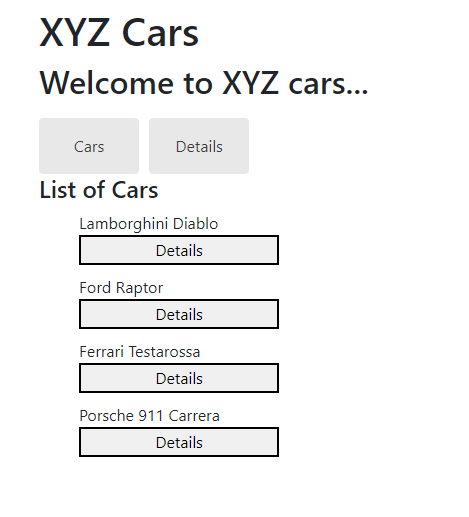 XYZ Cars
Welcome to XYZ cars...
Cars Details
List of Cars
Lamborghini Diablo
Details
Ford Raptor
Details
Ferrari Testarossa
Details
Porsche 911 Carrera
Details